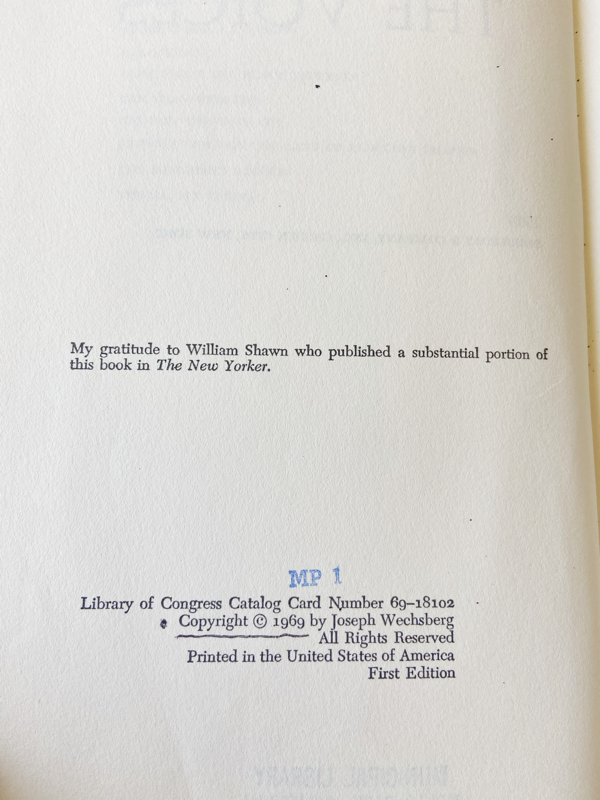 THE VOICES
My gratitude to William Shawn who published a substantial portion of
this book in The New Yorker.
MP 1
Library of Congress Catalog Card Number 69–18102
Copyright © 1969 by Joseph Wechsberg
All Rights Reserved
Printed in the United States of America
First Edition